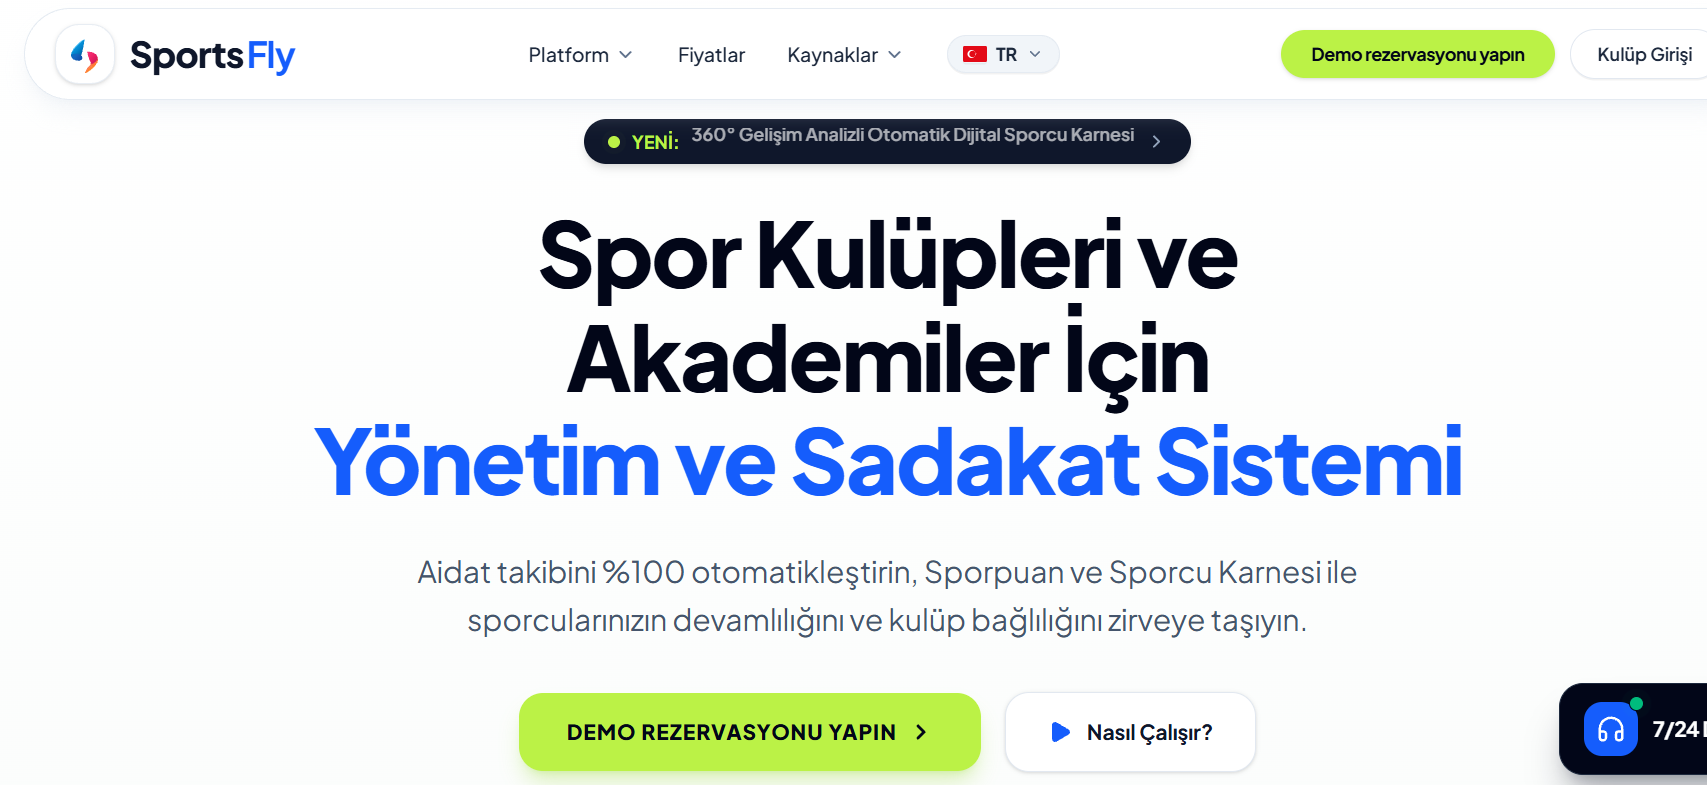 SportsFly
Platform
Fiyatlar
Kaynaklar
TR
Demo rezervasyonu yapın
Kulüp Girişi
YENİ: 360° Gelişim Analizli Otomatik Dijital Sporcu Karnesi
Spor Kulüpleri ve
Akademiler İçin
Yönetim ve Sadakat Sistemi
Aidat takibini %100 otomatikleştirin, Sporpuan ve Sporcu Karnesi ile
sporcularınızın devamlılığını ve kulüp bağlılığını zirveye taşıyın.
DEMO REZERVASYONU YAPIN
Nasıl Çalışır?
7/24